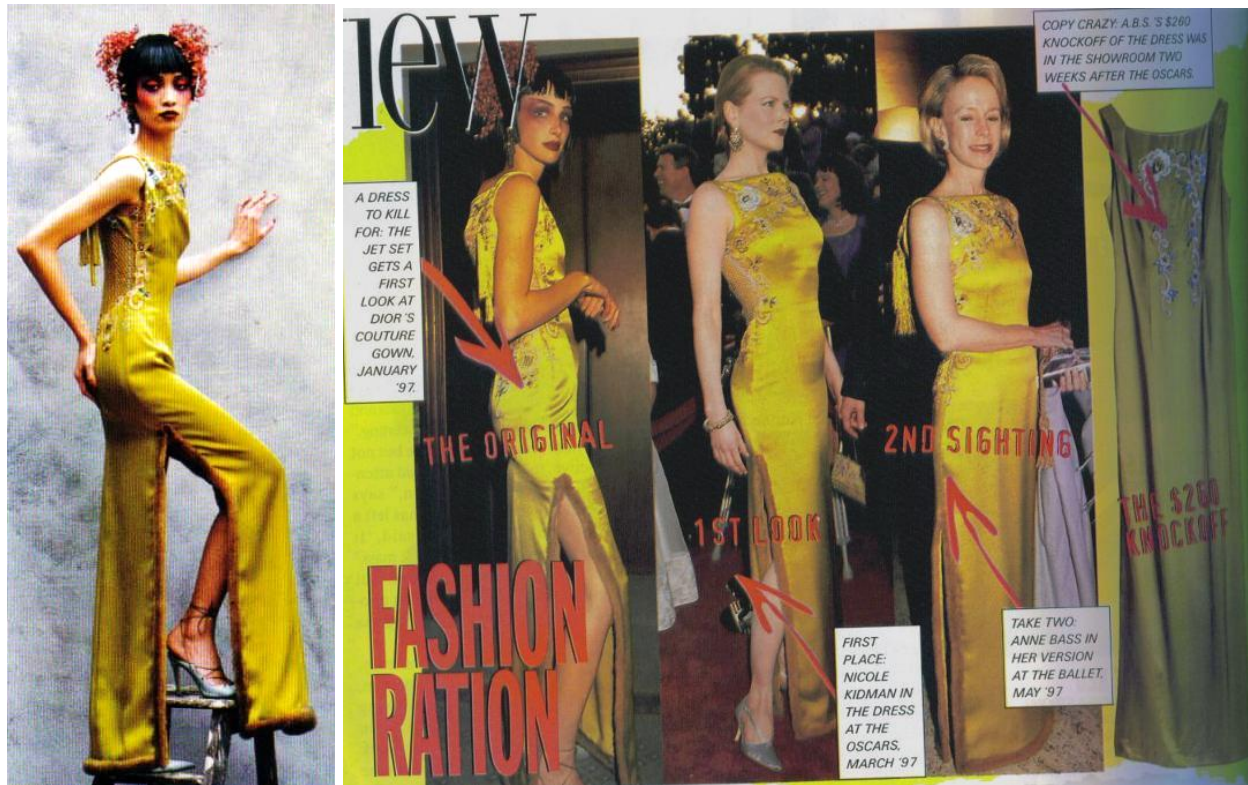 iew
COPY CRAZY: A.B.S.'S $260
KNOCKOFF OF THE DRESS WAS
IN THE SHOWROOM TWO
WEEKS AFTER THE OSCARS.
A DRESS
TO KILL
FOR: THE
JET SET
GETS A
FIRST
LOOK AT
DIOR'S
COUTURE
GOWN,
JANUARY
'97.
THE ORIGINAL
1ST LOOK
2ND SIGHTING
THE $260
KNOCKOFF
FASHION
RATION
FIRST
PLACE:
NICOLE
KIDMAN IN
THE DRESS
AT THE
OSCARS,
MARCH '97
TAKE TWO:
ANNE BASS IN
HER VERSION
AT THE BALLET,
MAY '97